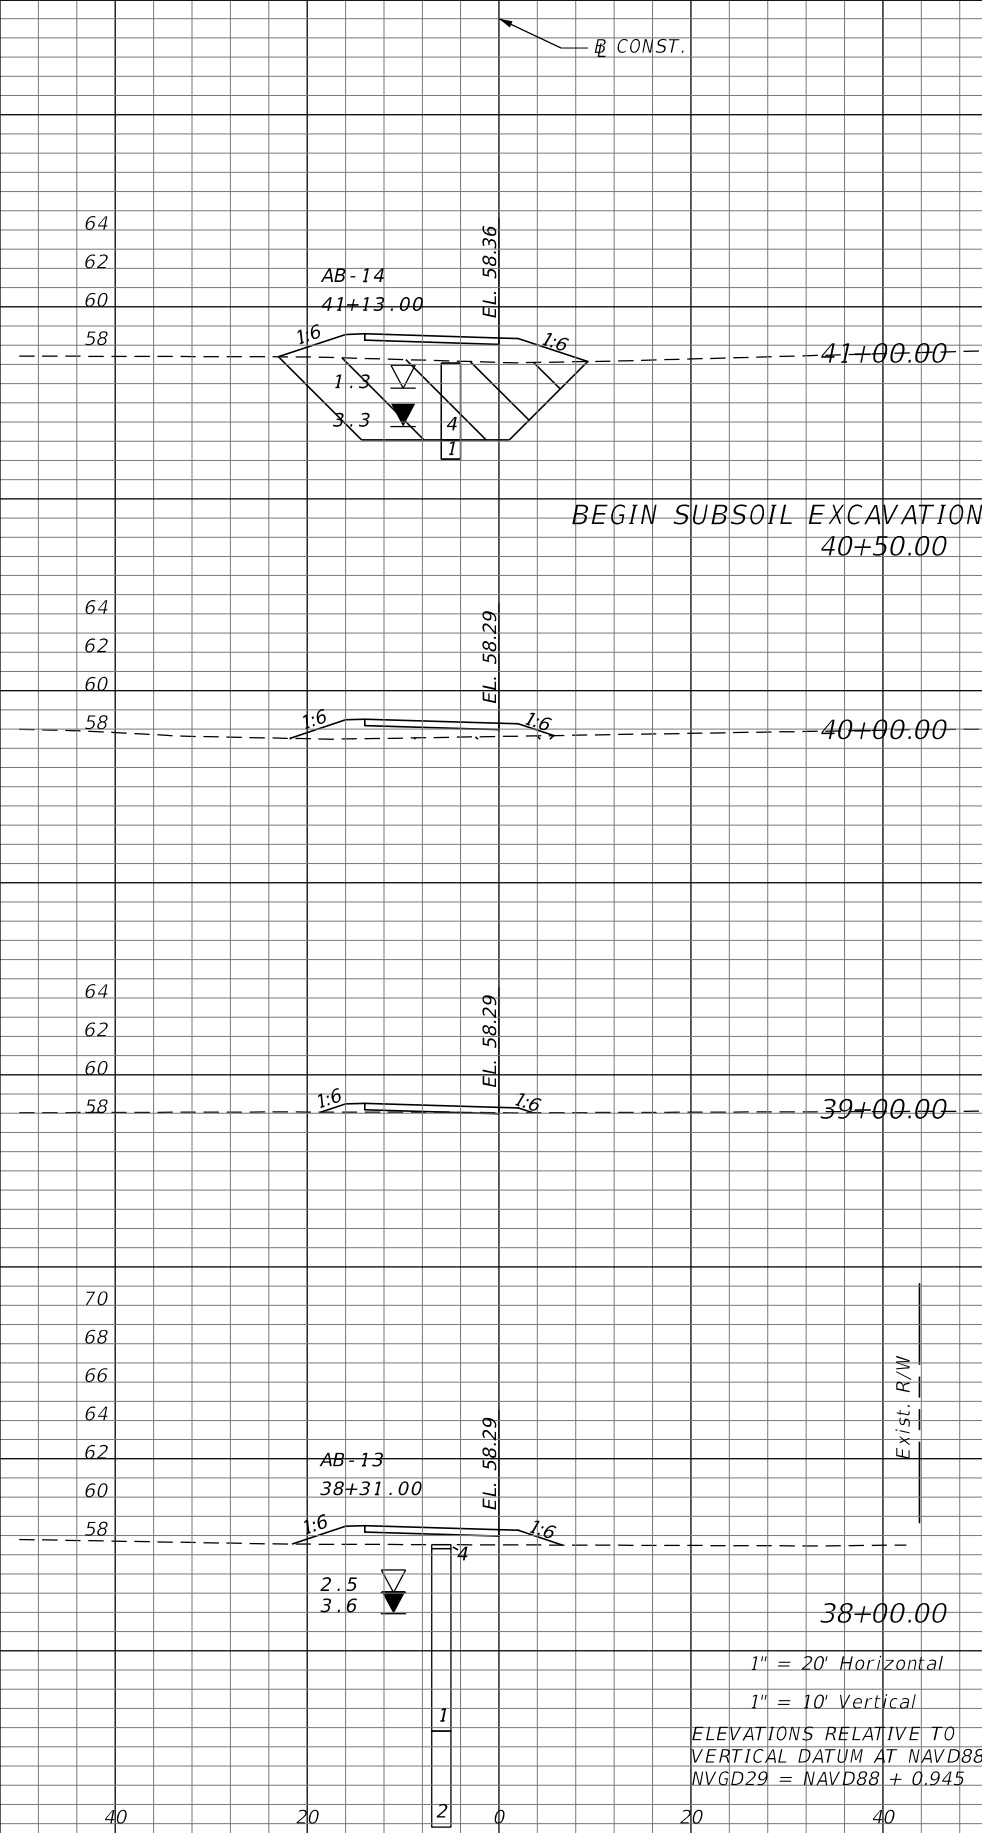 BL CONST.
64
62
60
58
EL. 58.36
AB-14
41+13.00
1:6
1:6
41+00.00
1.3
3.3
4
1
BEGIN SUBSOIL EXCAVATION
40+50.00
64
62
60
58
EL. 58.29
1:6
1:6
40+00.00
64
62
60
58
EL. 58.29
1:6
1:6
39+00.00
70
68
66
64
62
60
58
Exist. R/W
EL. 58.29
AB-13
38+31.00
1:6
1:6
4
2.5
3.6
38+00.00
1" = 20' Horizontal
1" = 10' Vertical
1
ELEVATIONS RELATIVE TO
VERTICAL DATUM AT NAVD88
NVGD29 = NAVD88 + 0.945
2
40 20 0 20 40